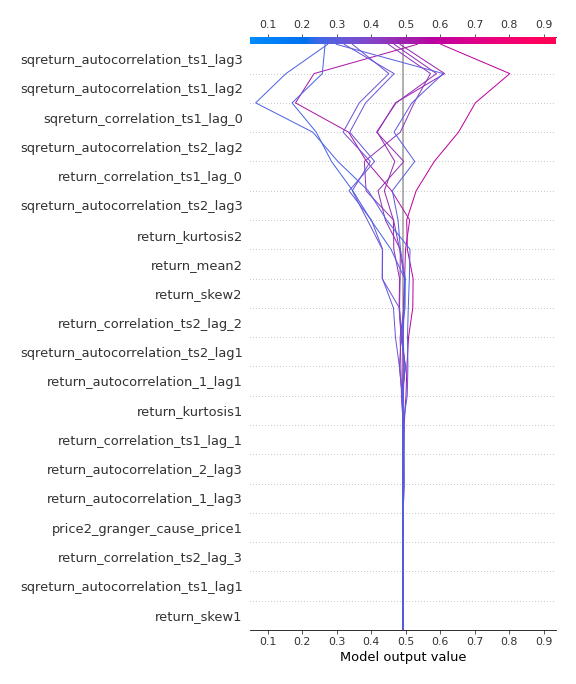 0.1 0.2 0.3 0.4 0.5 0.6 0.7 0.8 0.9
sqreturn_autocorrelation_ts1_lag3
sqreturn_autocorrelation_ts1_lag2
sqreturn_correlation_ts1_lag_0
sqreturn_autocorrelation_ts2_lag2
return_correlation_ts1_lag_0
sqreturn_autocorrelation_ts2_lag3
return_kurtosis2
return_mean2
return_skew2
return_correlation_ts2_lag_2
sqreturn_autocorrelation_ts2_lag1
return_autocorrelation_1_lag1
return_kurtosis1
return_correlation_ts1_lag_1
return_autocorrelation_2_lag3
return_autocorrelation_1_lag3
price2_granger_cause_price1
return_correlation_ts2_lag_3
sqreturn_autocorrelation_ts1_lag1
return_skew1
0.1 0.2 0.3 0.4 0.5 0.6 0.7 0.8 0.9
Model output value